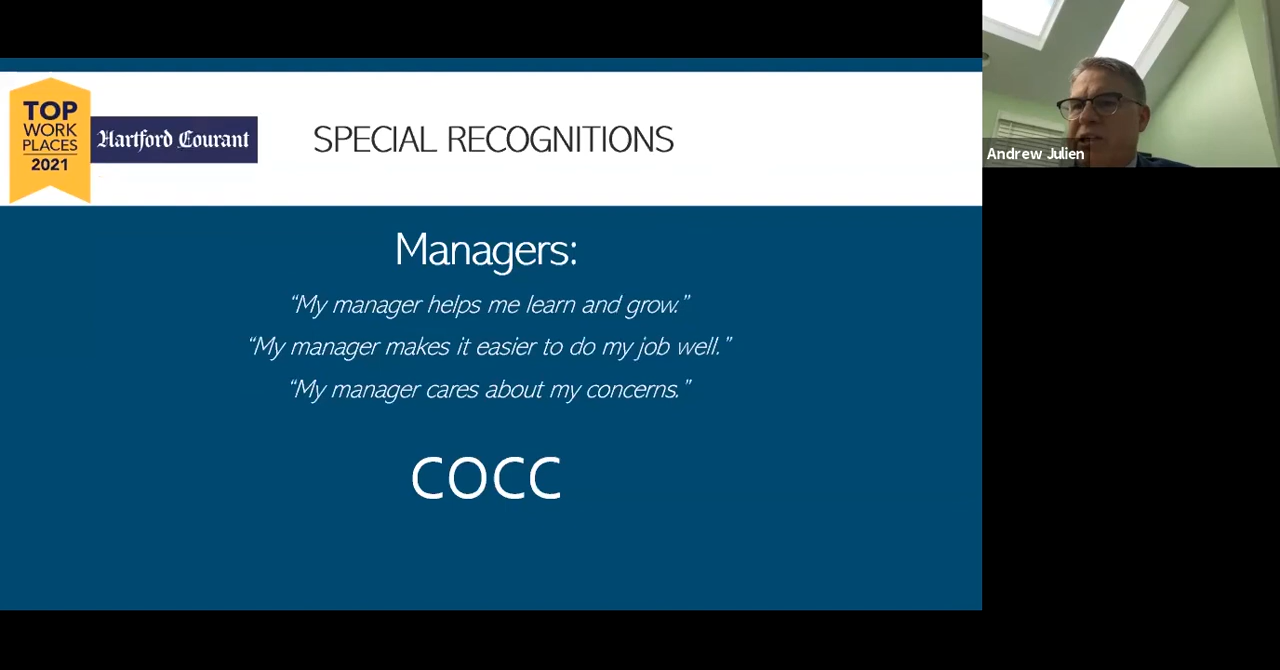 TOP
WORK
PLACES
2021
Hartford Courant
SPECIAL RECOGNITIONS
Andrew Julien
Managers:
“My manager helps me learn and grow.”
“My manager makes it easier to do my job well.”
“My manager cares about my concerns.”
COCC